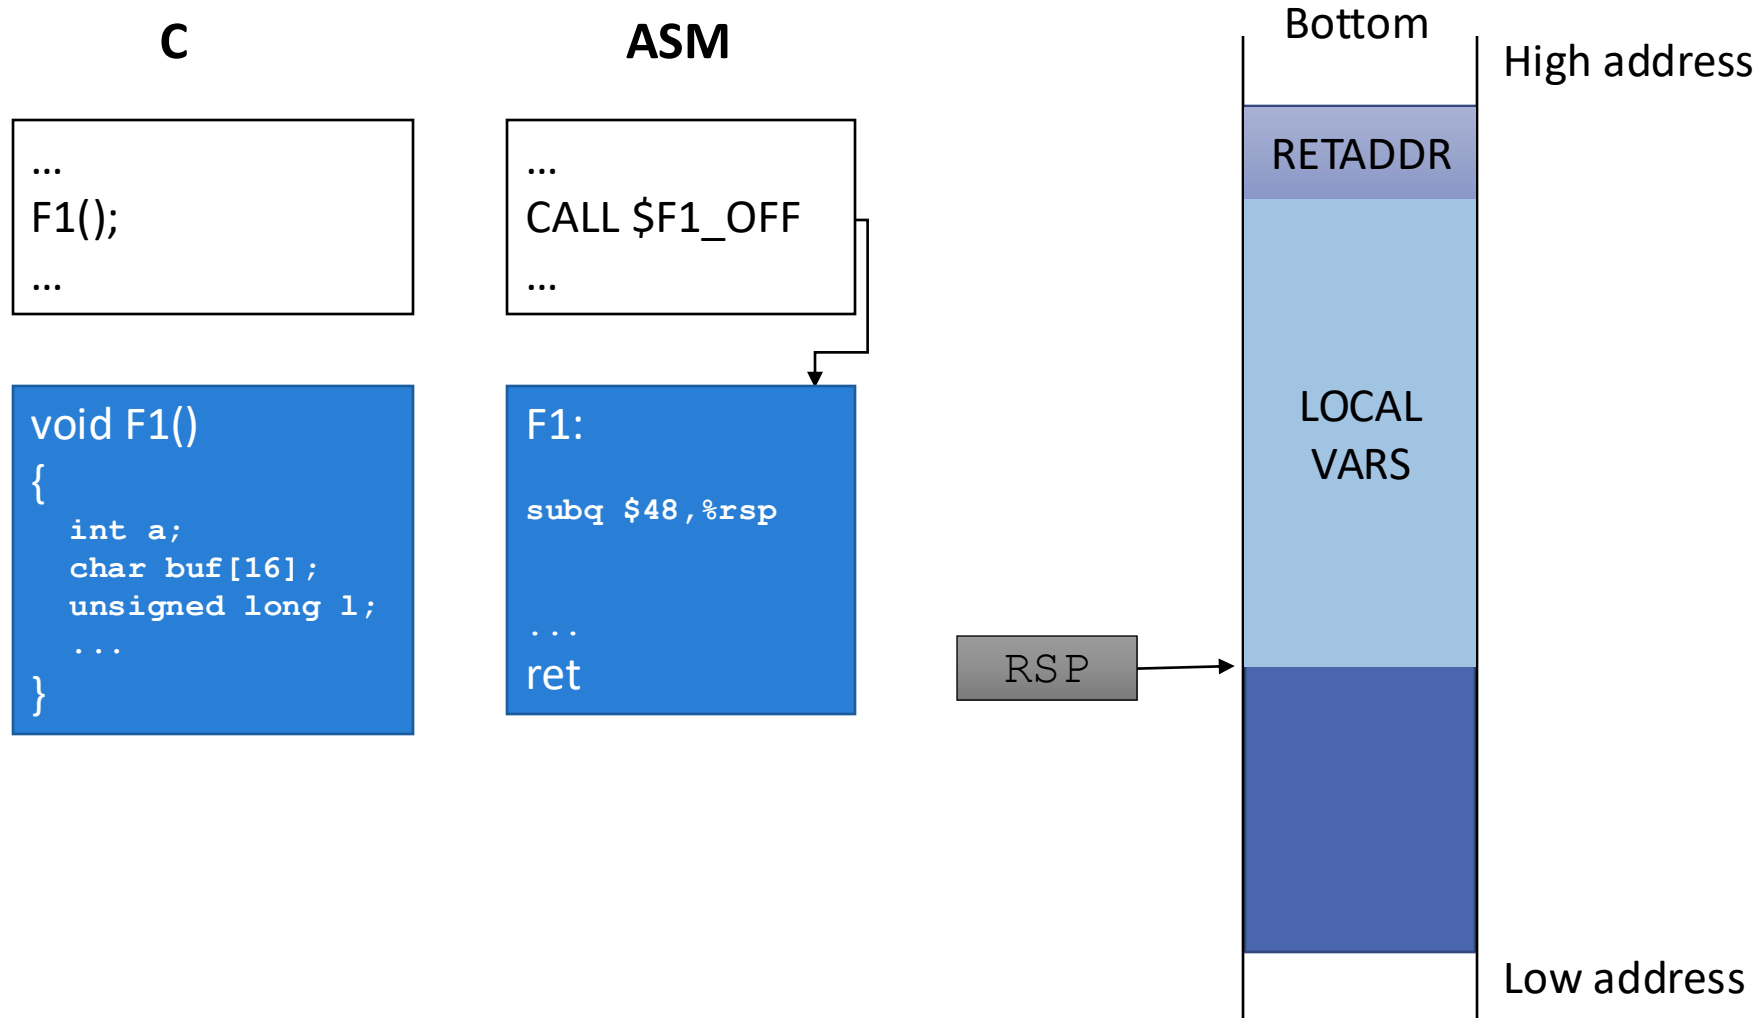 C
ASM
Bottom
High address
...
F1();
...
...
CALL $F1_OFF
...
RETADDR
void F1()
{
int a;
char buf[16];
unsigned long l;
...
}
F1:
subq $48,%rsp
...
ret
LOCAL
VARS
RSP
Low address